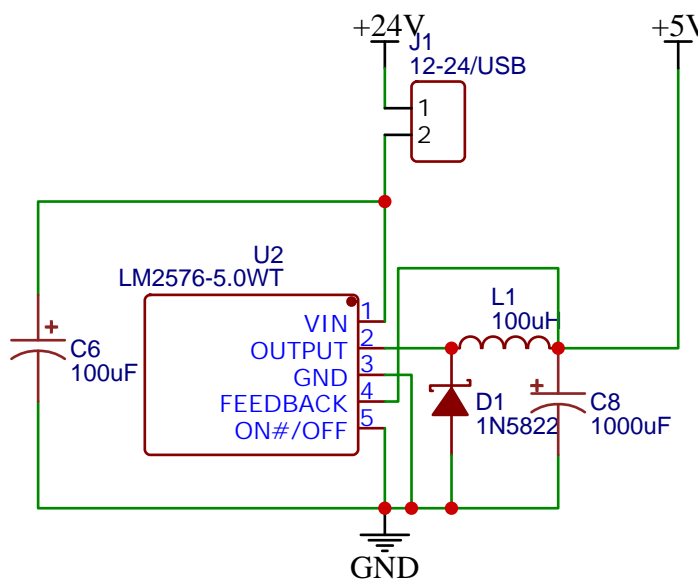 +24V
+5V
J1
12-24/USB
1
2
U2
LM2576-5.0WT
VIN 1
OUTPUT 2
GND 3
FEEDBACK 4
ON#/OFF 5
C6
100uF
L1
100uH
D1
1N5822
C8
1000uF
GND